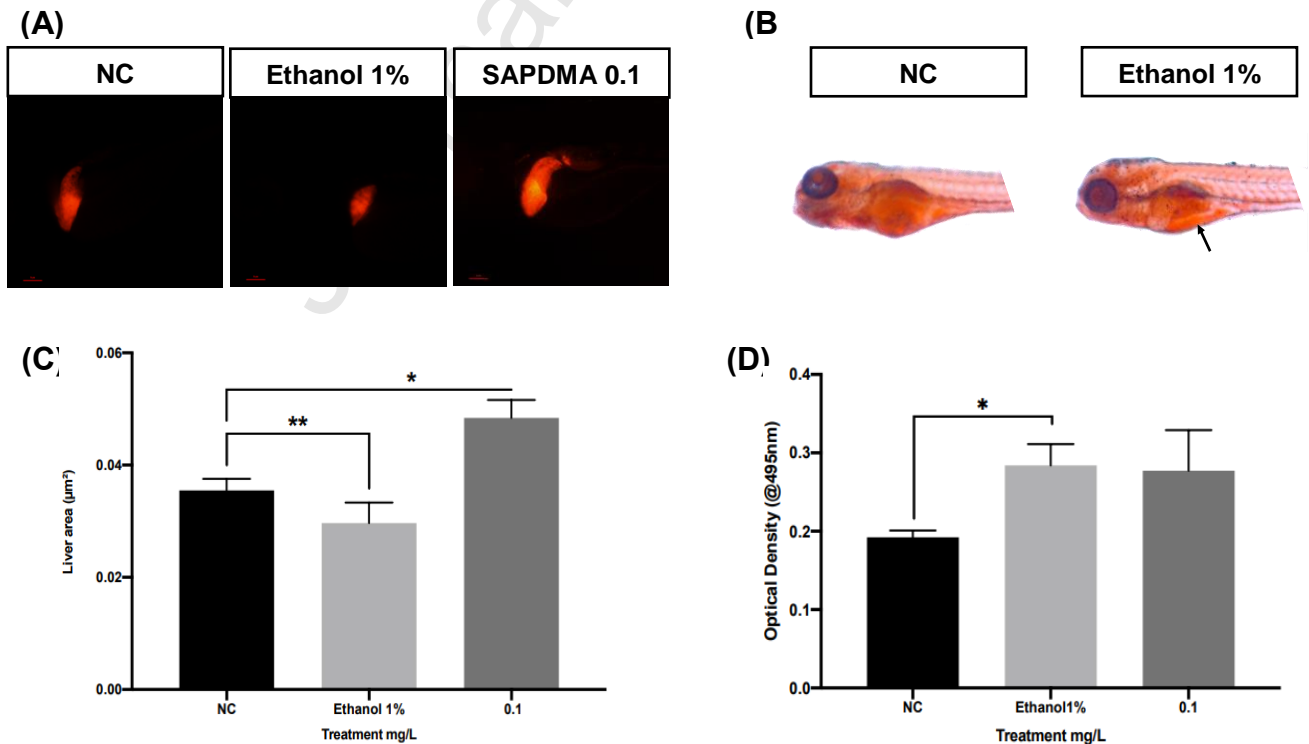 (A)
NC
Ethanol 1%
SAPDMA 0.1
(B
NC
Ethanol 1%
(C)
0.06
0.04
0.02
0.00
Liver area (µm²)
*
**
NC
Ethanol 1%
0.1
Treatment mg/L
(D)
0.4
0.3
0.2
0.1
0.0
Optical Density (@495nm)
*
NC
Ethanol1%
0.1
Treatment mg/L